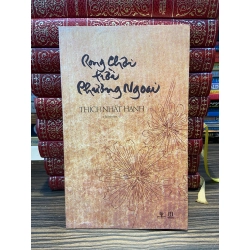 Rong Chơi
trời
Phương Ngoại
THÍCH NHẤT HẠNH